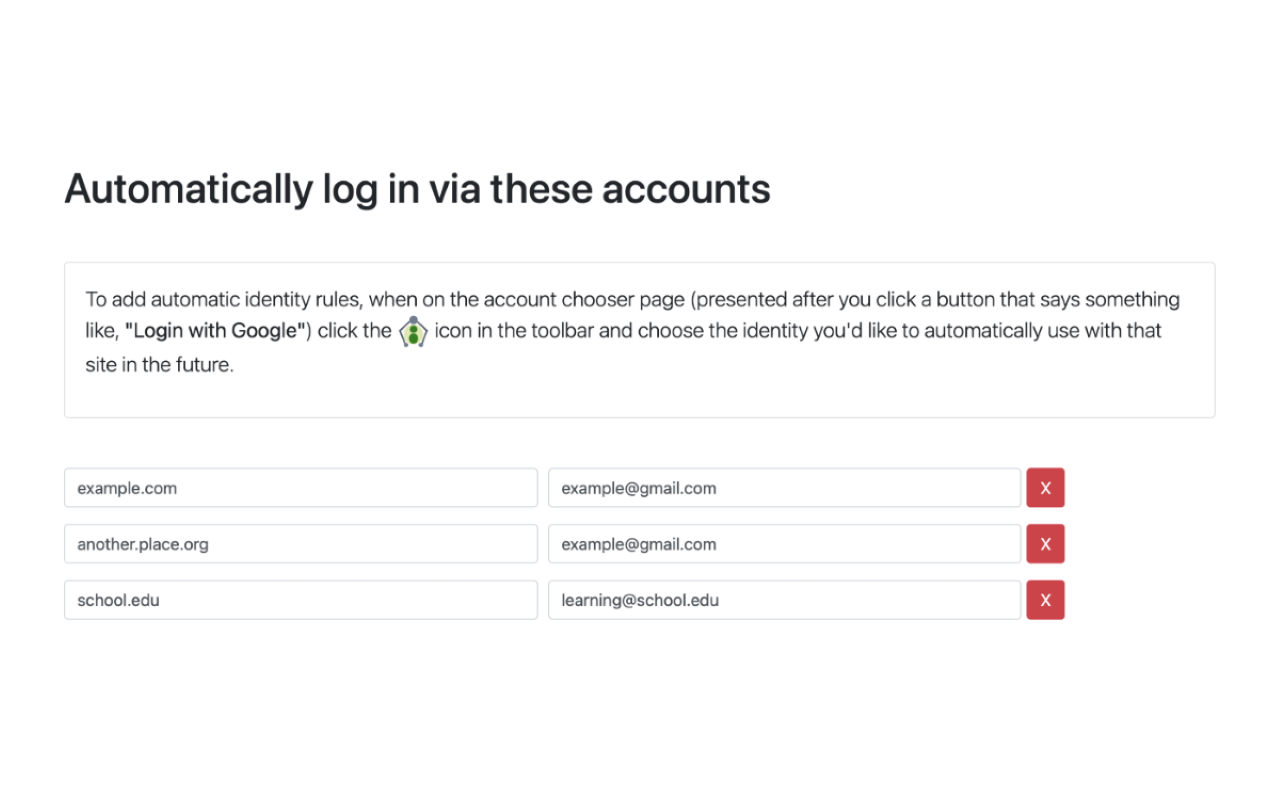 Automatically log in via these accounts
To add automatic identity rules, when on the account chooser page (presented after you click a button that says something
like, "Login with Google") click the icon in the toolbar and choose the identity you'd like to automatically use with that
site in the future.
example.com example@gmail.com X
another.place.org example@gmail.com X
school.edu learning@school.edu X